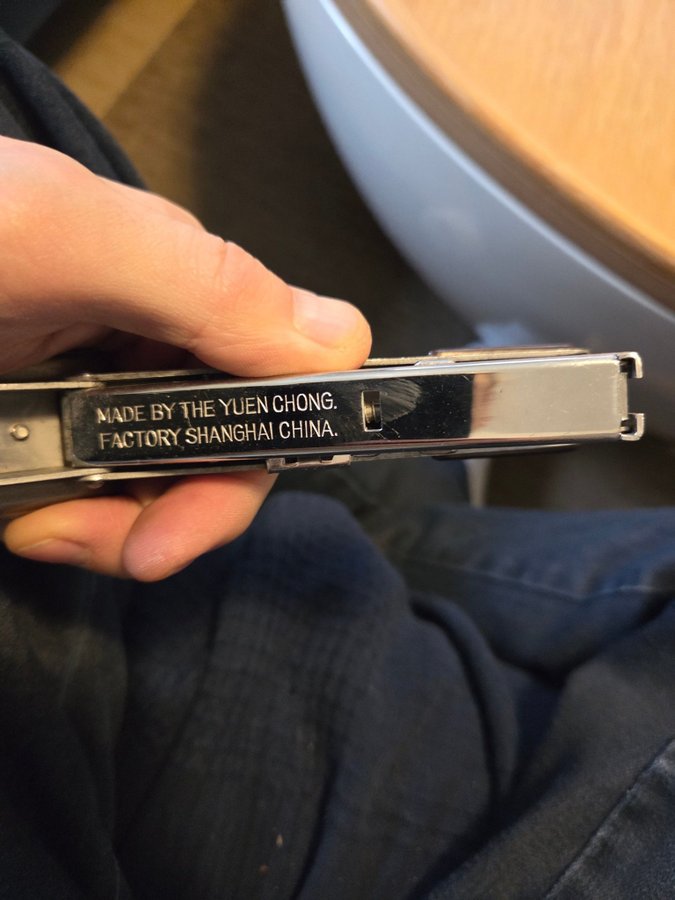 MADE BY THE YUEN CHONG.
FACTORY SHANGHAI CHINA.